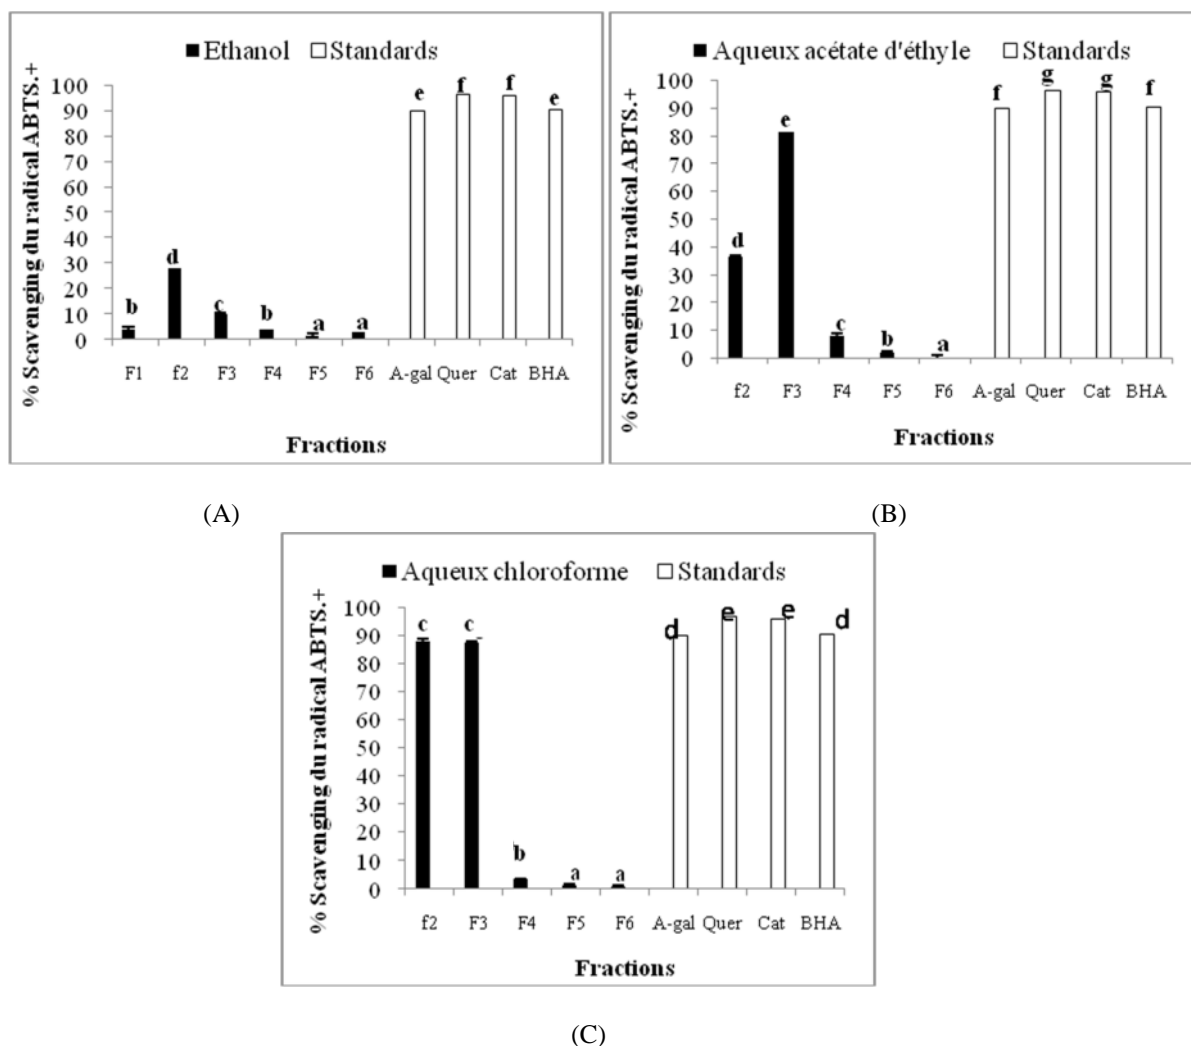 Ethanol Standards
% Scavenging du radical ABTS.+
100
90
80
70
60
50
40
30
20
10
0
b d c b a a e f f e
F1 f2 F3 F4 F5 F6 A-gal Quer Cat BHA
Fractions
(A)
Aqueux acétate d'éthyle Standards
% Scavenging du radical ABTS.+
100
90
80
70
60
50
40
30
20
10
0
d e c b a f g g f
f2 F3 F4 F5 F6 A-gal Quer Cat BHA
Fractions
(B)
Aqueux chloroforme Standards
% Scavenging du radical ABTS.+
100
90
80
70
60
50
40
30
20
10
0
c c b a a d e e d
f2 F3 F4 F5 F6 A-gal Quer Cat BHA
Fractions
(C)